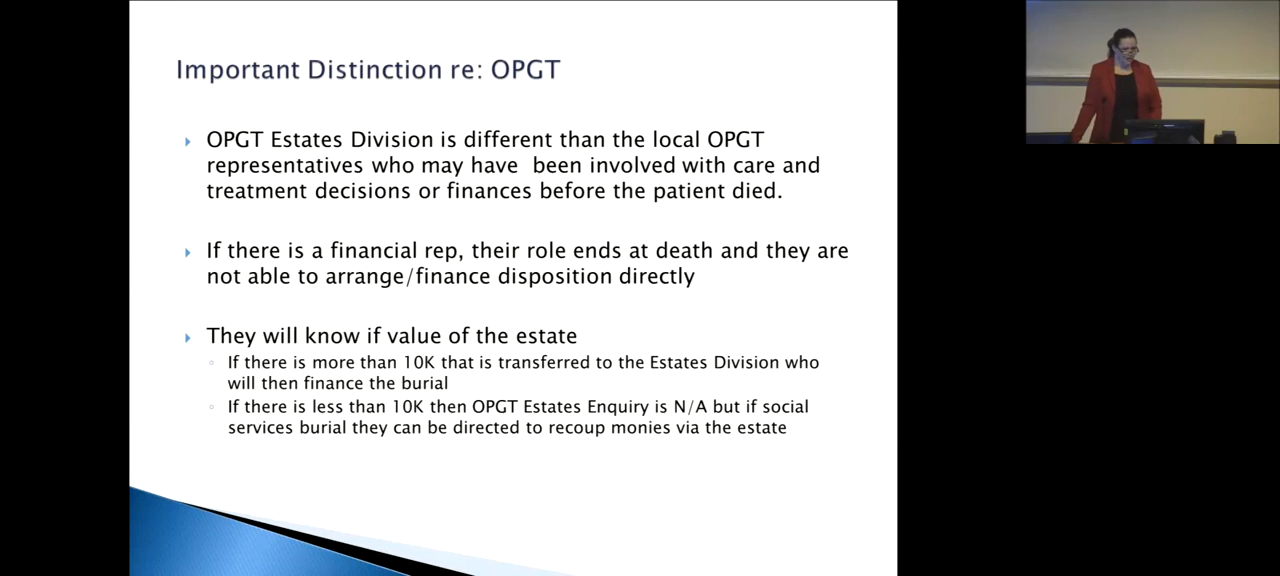 Important Distinction re: OPGT
OPGT Estates Division is different than the local OPGT
representatives who may have been involved with care and
treatment decisions or finances before the patient died.
If there is a financial rep, their role ends at death and they are
not able to arrange/finance disposition directly
They will know if value of the estate
If there is more than 10K that is transferred to the Estates Division who
will then finance the burial
If there is less than 10K then OPGT Estates Enquiry is N/A but if social
services burial they can be directed to recoup monies via the estate